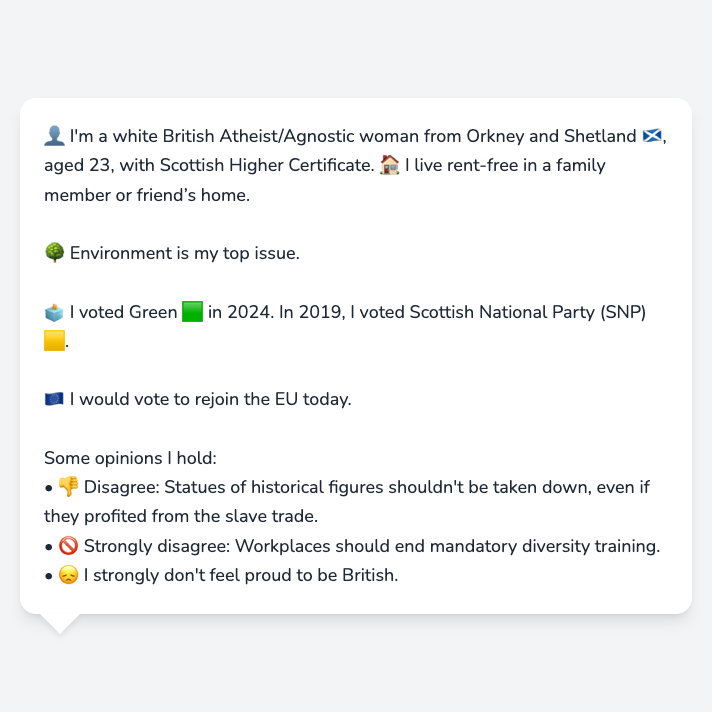 👤 I'm a white British Atheist/Agnostic woman from Orkney and Shetland 🏴󠁧󠁢󠁳󠁣󠁴󠁿,
aged 23, with Scottish Higher Certificate. 🏠 I live rent-free in a family
member or friend’s home.
🌳 Environment is my top issue.
🗳️ I voted Green 🟩 in 2024. In 2019, I voted Scottish National Party (SNP)
🟨.
🇪🇺 I would vote to rejoin the EU today.
Some opinions I hold:
• 👎 Disagree: Statues of historical figures shouldn't be taken down, even if
they profited from the slave trade.
• 🚫 Strongly disagree: Workplaces should end mandatory diversity training.
• 😞 I strongly don't feel proud to be British.